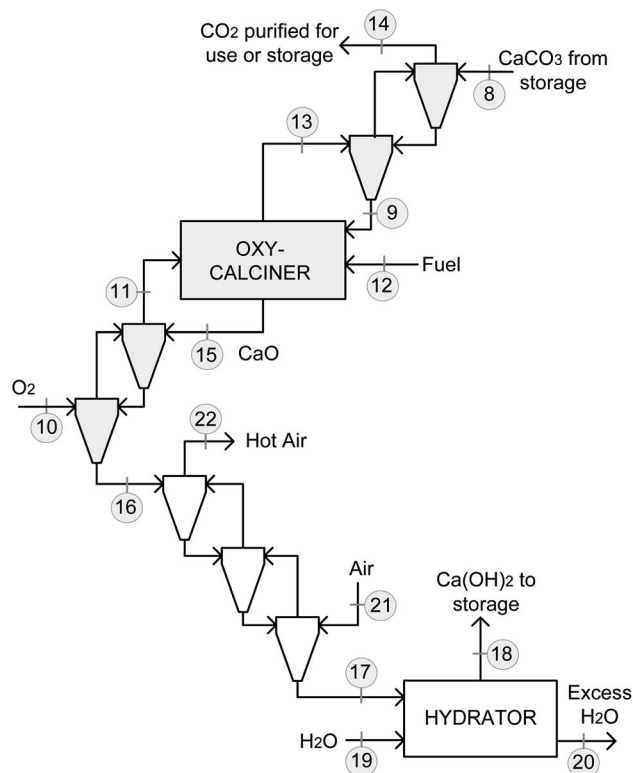 14
CO2 purified for
use or storage
CaCO3 from
storage
8
13
9
OXY-
CALCINER
Fuel
12
11
15
CaO
O2
10
22
Hot Air
16
Air
21
Ca(OH)2 to
storage
17
18
Excess
H2O
HYDRATOR
H2O
19
20